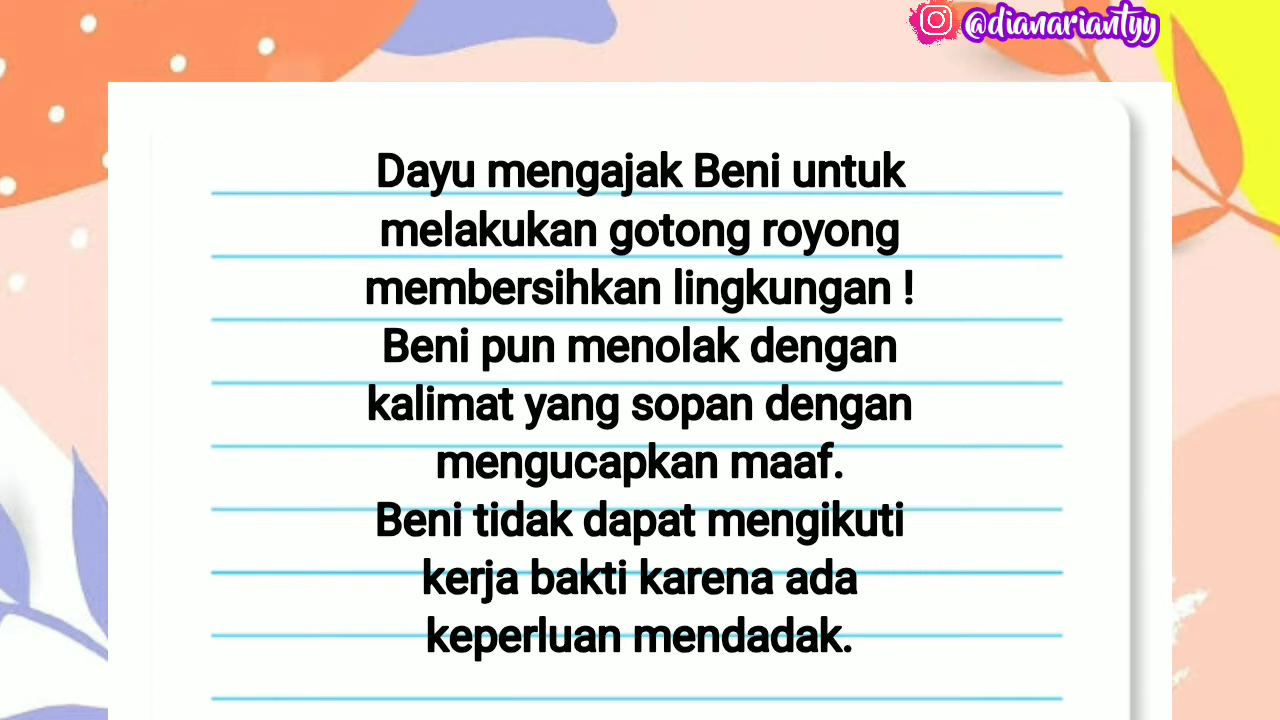 @dianariantyy
Dayu mengajak Beni untuk
melakukan gotong royong
membersihkan lingkungan !
Beni pun menolak dengan
kalimat yang sopan dengan
mengucapkan maaf.
Beni tidak dapat mengikuti
kerja bakti karena ada
keperluan mendadak.